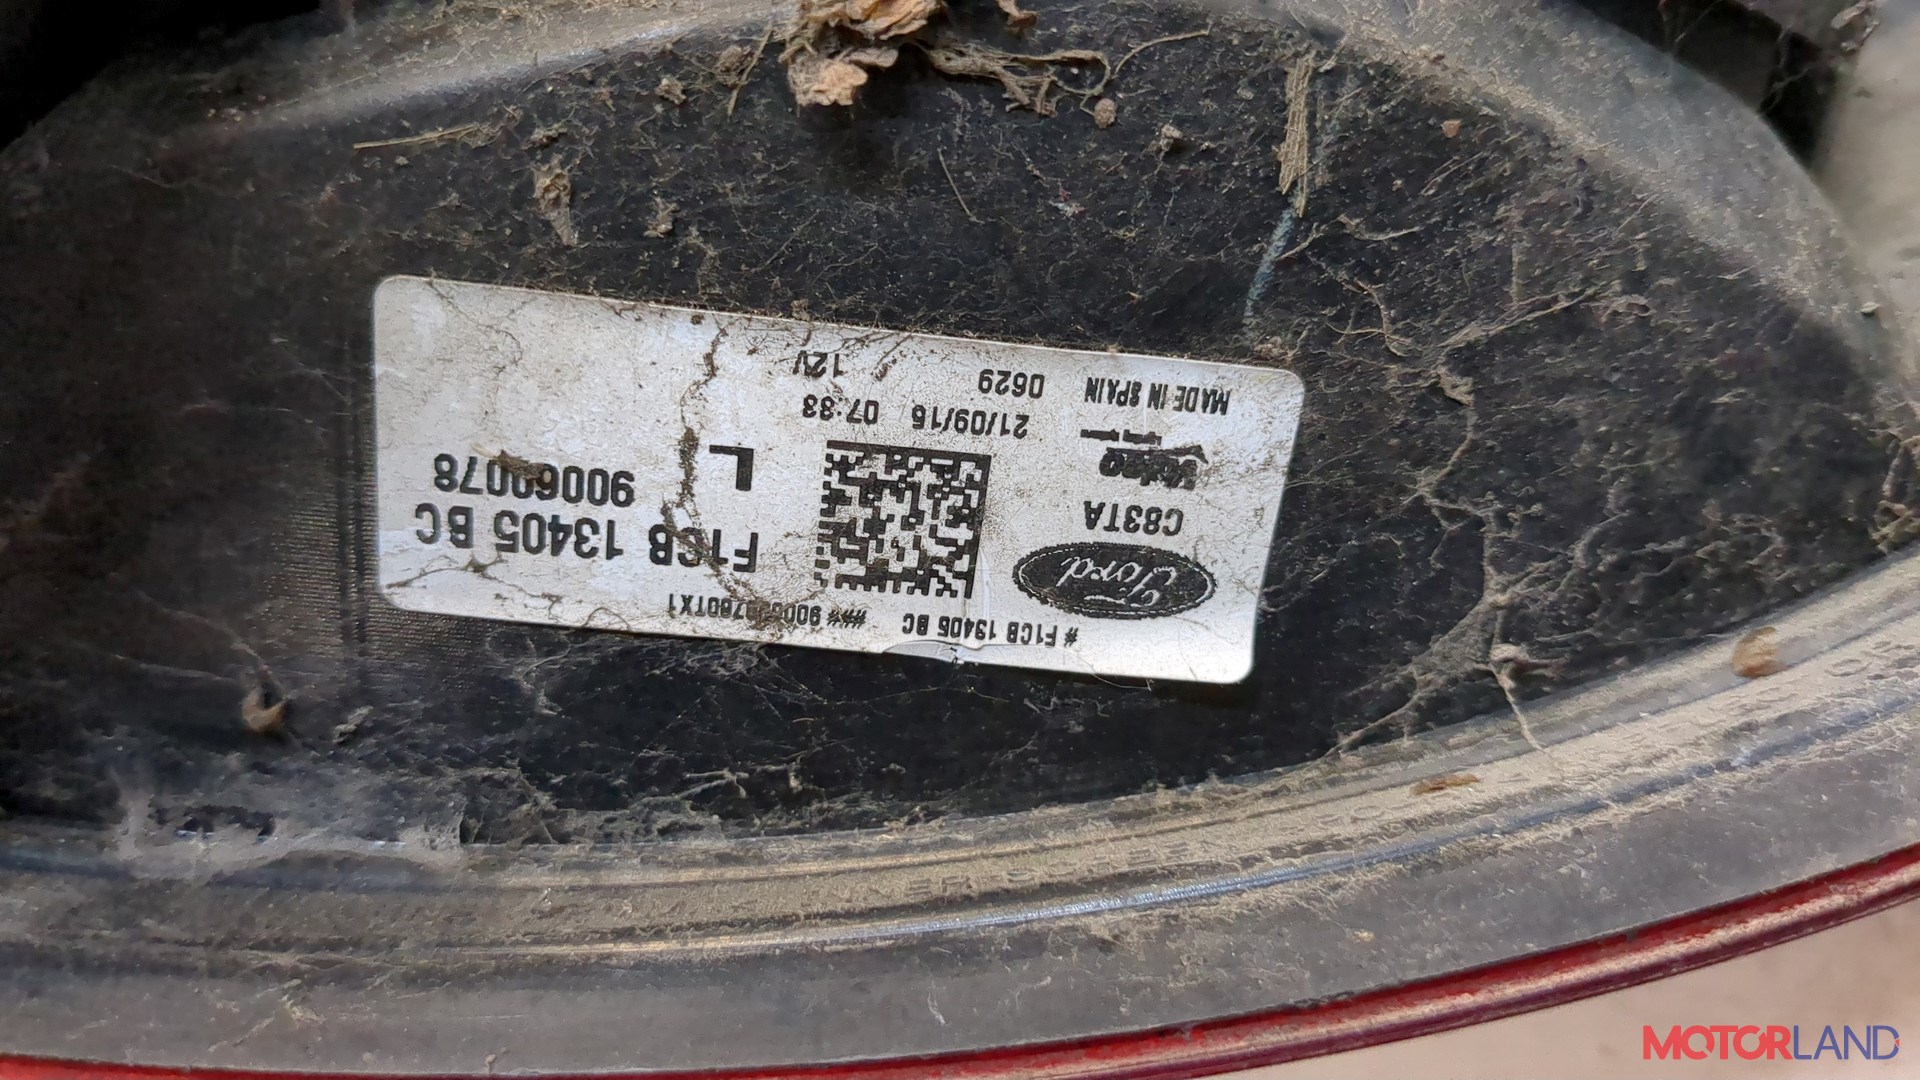 # F1CB 13405 BC ###
Ford
C83TA
Valeo
MADE IN SPAIN
F1CB 13405 BC
90060078
L
21/09/15 07:33
0629 12V
MOTORLAND